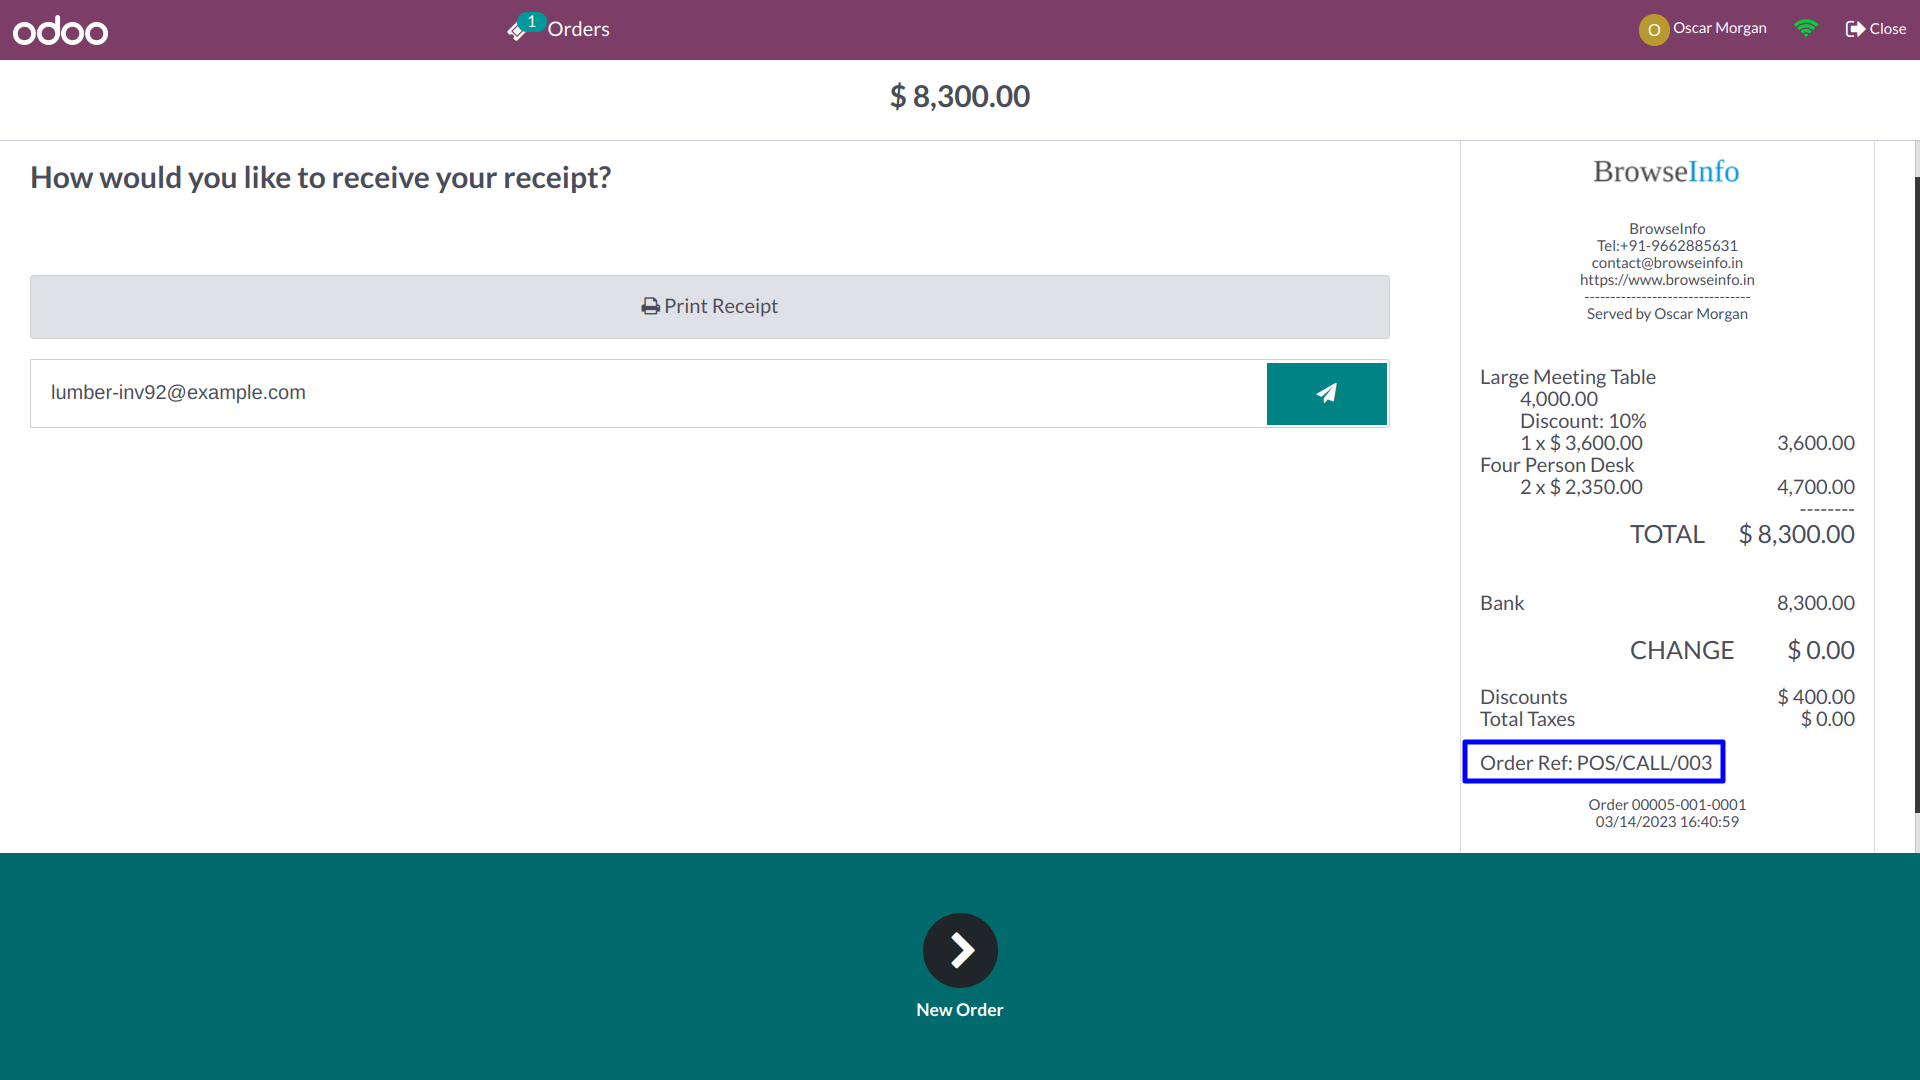 odoo
1 Orders
O Oscar Morgan
Close
$ 8,300.00
How would you like to receive your receipt?
Print Receipt
lumber-inv92@example.com
BrowseInfo
BrowseInfo
Tel:+91-9662885631
contact@browseinfo.in
https://www.browseinfo.in
--------------------------------
Served by Oscar Morgan
Large Meeting Table
4,000.00
Discount: 10%
1 x $ 3,600.00 3,600.00
Four Person Desk
2 x $ 2,350.00 4,700.00
--------
TOTAL $ 8,300.00
Bank 8,300.00
CHANGE $ 0.00
Discounts $ 400.00
Total Taxes $ 0.00
Order Ref: POS/CALL/003
Order 00005-001-0001
03/14/2023 16:40:59
New Order